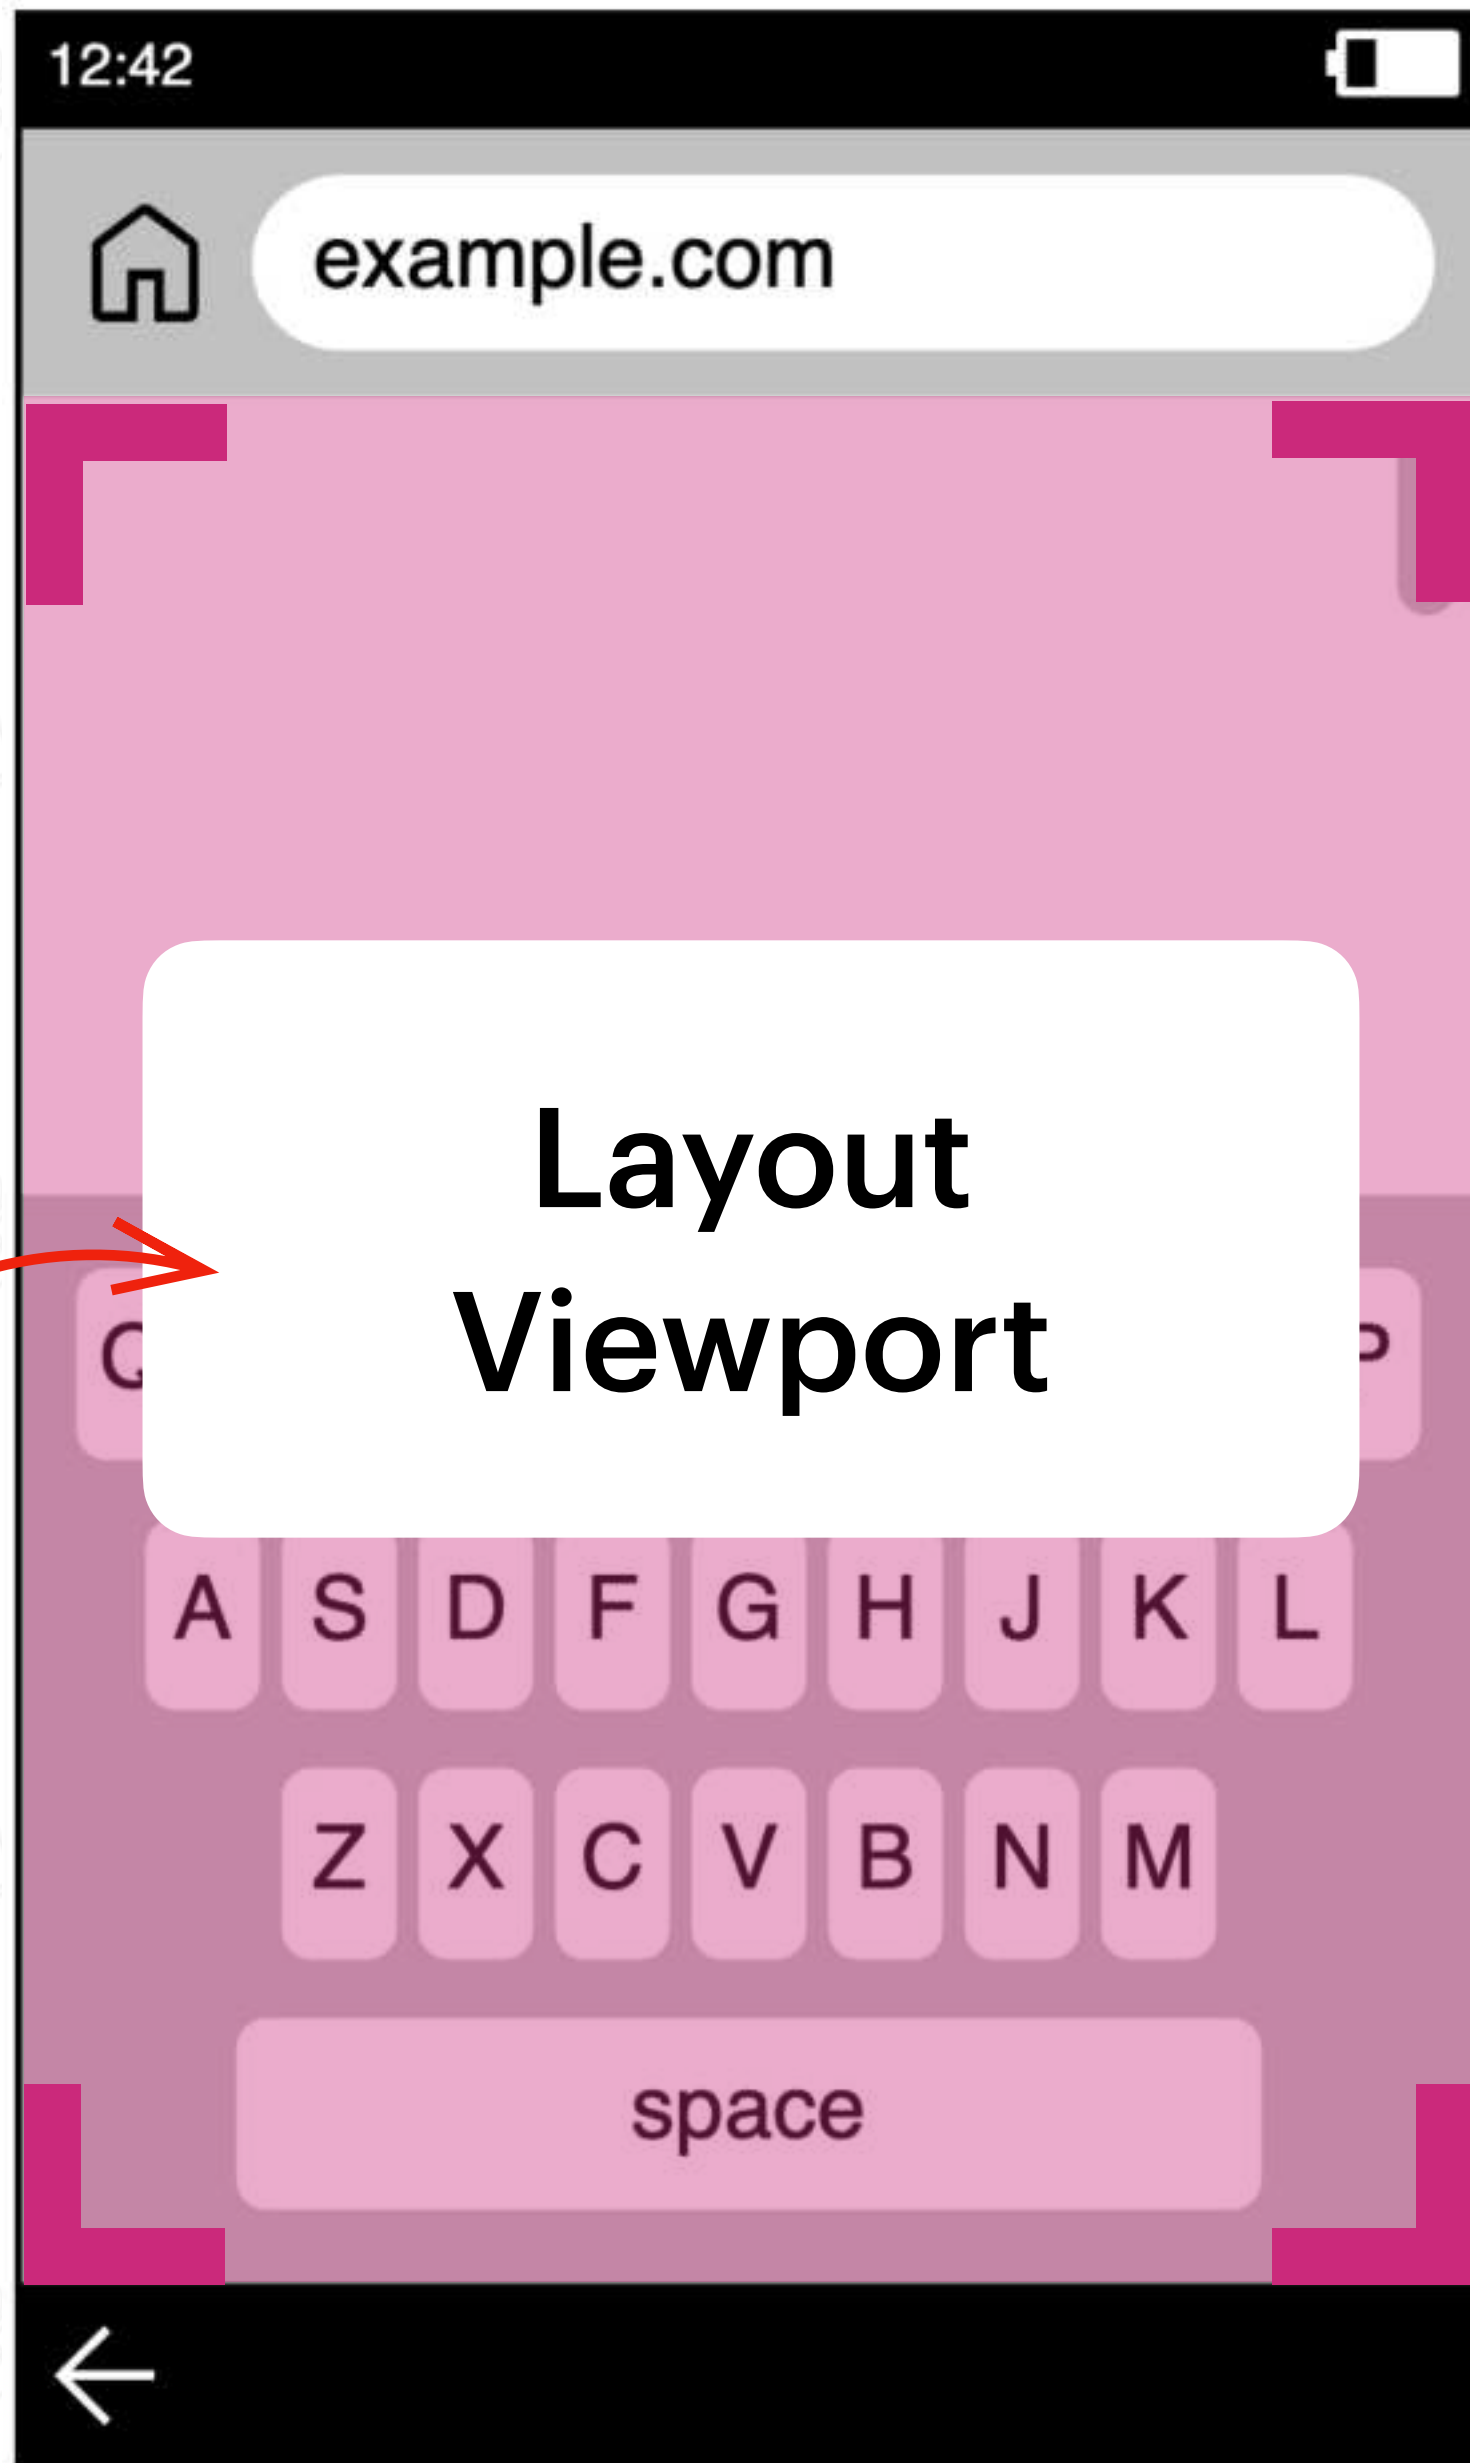 12:42
example.com
Layout
Viewport
Q P
A S D F G H J K L
Z X C V B N M
space